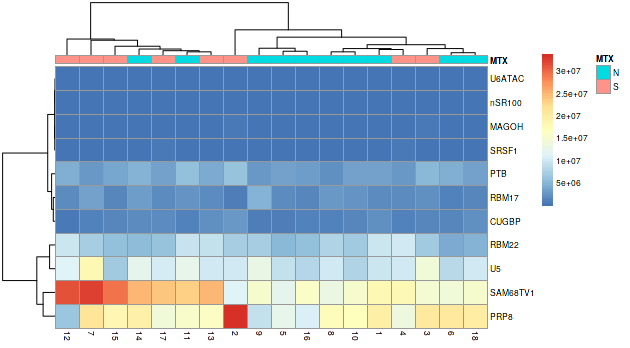 MTX
U6ATAC
nSR100
MAGOH
SRSF1
PTB
RBM17
CUGBP
RBM22
U5
SAM68TV1
PRP8
12 7 15 14 17 11 13 2 9 5 16 8 10 1 4 3 6 18
3e+07
2.5e+07
2e+07
1.5e+07
1e+07
5e+06
MTX
N
S